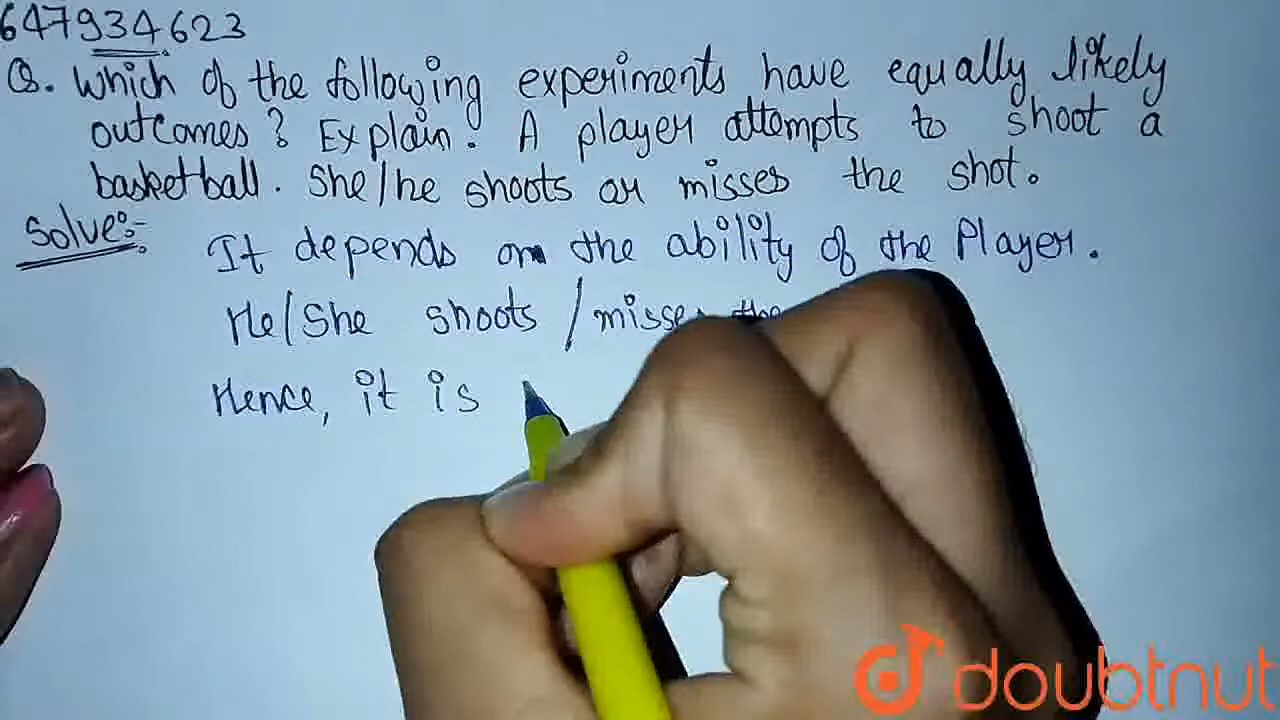 647934623
Q. Which of the following experiments have equally likely
outcomes? Explain. A player attempts to shoot a
basketball. She/he shoots or misses the shot.
Solve:-
It depends on the ability of the Player.
He/She shoots / misses the
Hence, it is
doubtnut